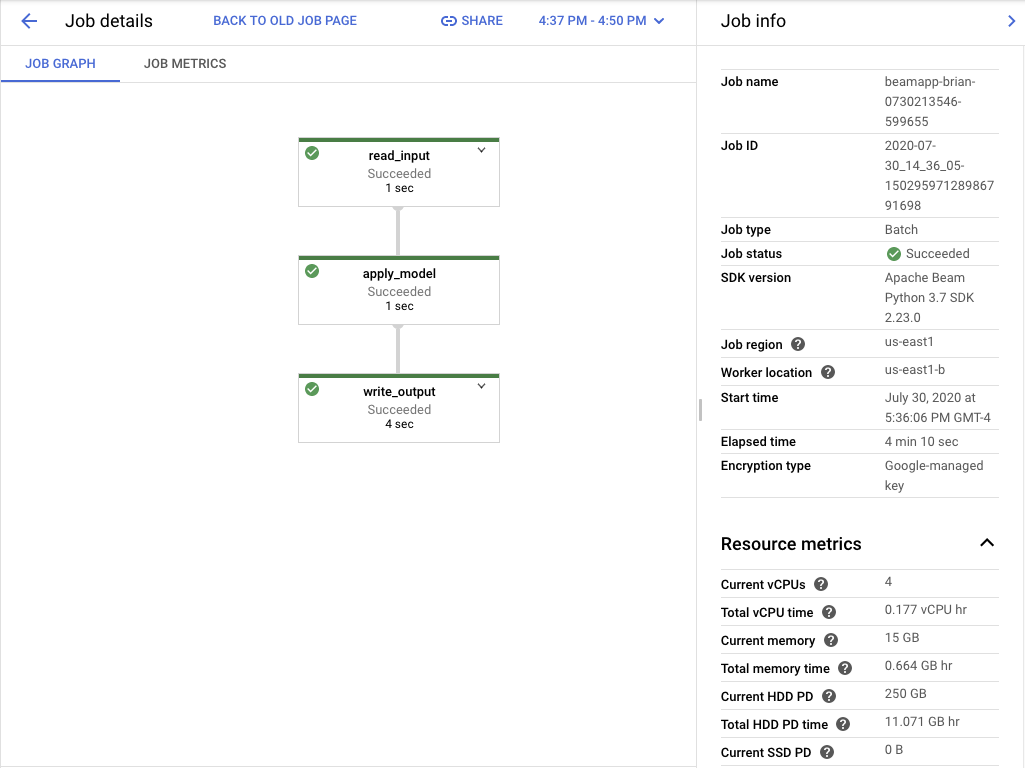 Job details
BACK TO OLD JOB PAGE
SHARE
4:37 PM - 4:50 PM
JOB GRAPH
JOB METRICS
read_input
Succeeded
1 sec
apply_model
Succeeded
1 sec
write_output
Succeeded
4 sec
Job info
Job name
beamapp-brian-
0730213546-
599655
Job ID
2020-07-
30_14_36_05-
150295971289867
91698
Job type
Batch
Job status
Succeeded
SDK version
Apache Beam
Python 3.7 SDK
2.23.0
Job region
us-east1
Worker location
us-east1-b
Start time
July 30, 2020 at
5:36:06 PM GMT-4
Elapsed time
4 min 10 sec
Encryption type
Google-managed
key
Resource metrics
Current vCPUs
4
Total vCPU time
0.177 vCPU hr
Current memory
15 GB
Total memory time
0.664 GB hr
Current HDD PD
250 GB
Total HDD PD time
11.071 GB hr
Current SSD PD
0 B